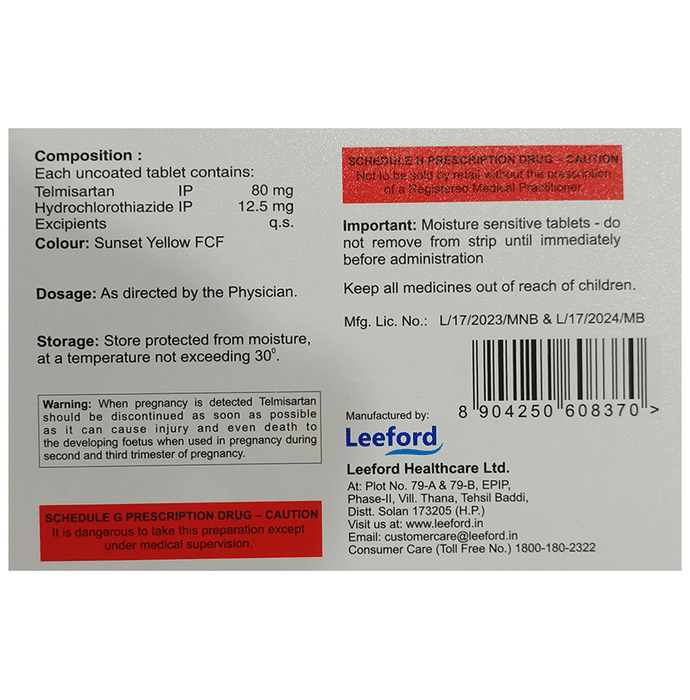 Composition :
Each uncoated tablet contains:
Telmisartan IP 80 mg
Hydrochlorothiazide IP 12.5 mg
Excipients q.s.
Colour: Sunset Yellow FCF
Dosage: As directed by the Physician.
Storage: Store protected from moisture,
at a temperature not exceeding 30⁰.
Warning: When pregnancy is detected Telmisartan
should be discontinued as soon as possible
as it can cause injury and even death to
the developing foetus when used in pregnancy during
second and third trimester of pregnancy.
SCHEDULE G PRESCRIPTION DRUG – CAUTION
It is dangerous to take this preparation except
under medical supervision.
SCHEDULE H PRESCRIPTION DRUG – CAUTION
Not to be sold by retail without the prescription
of a Registered Medical Practitioner.
Important: Moisture sensitive tablets - do
not remove from strip until immediately
before administration
Keep all medicines out of reach of children.
Mfg. Lic. No.: L/17/2023/MNB & L/17/2024/MB
8 904250 608370 >
Manufactured by:
Leeford
Leeford Healthcare Ltd.
At: Plot No. 79-A & 79-B, EPIP,
Phase-II, Vill. Thana, Tehsil Baddi,
Distt. Solan 173205 (H.P.)
Visit us at: www.leeford.in
Email: customercare@leeford.in
Consumer Care (Toll Free No.) 1800-180-2322